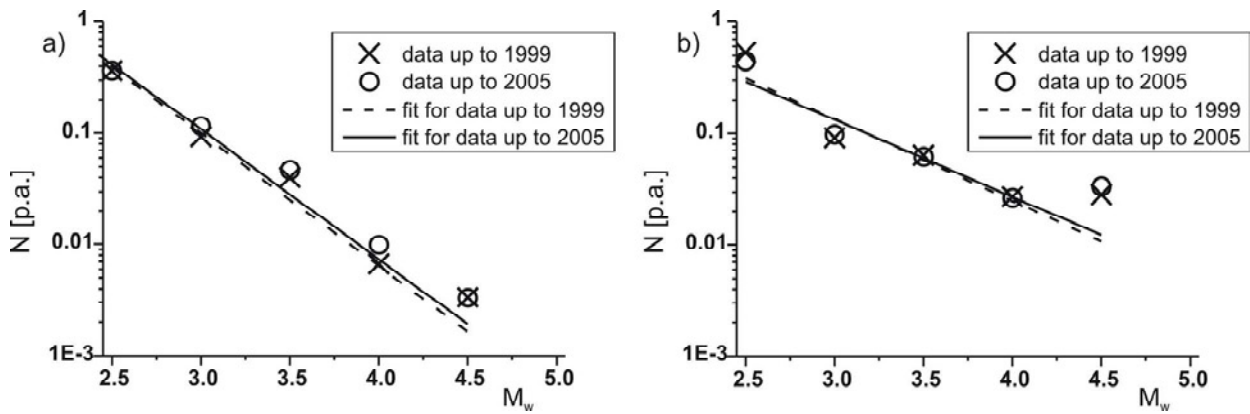 a)
1
0.1
0.01
1E-3
N [p.a.]
data up to 1999
data up to 2005
fit for data up to 1999
fit for data up to 2005
2.5 3.0 3.5 4.0 4.5 5.0
Mw
b)
1
0.1
0.01
1E-3
N [p.a.]
data up to 1999
data up to 2005
fit for data up to 1999
fit for data up to 2005
2.5 3.0 3.5 4.0 4.5 5.0
Mw